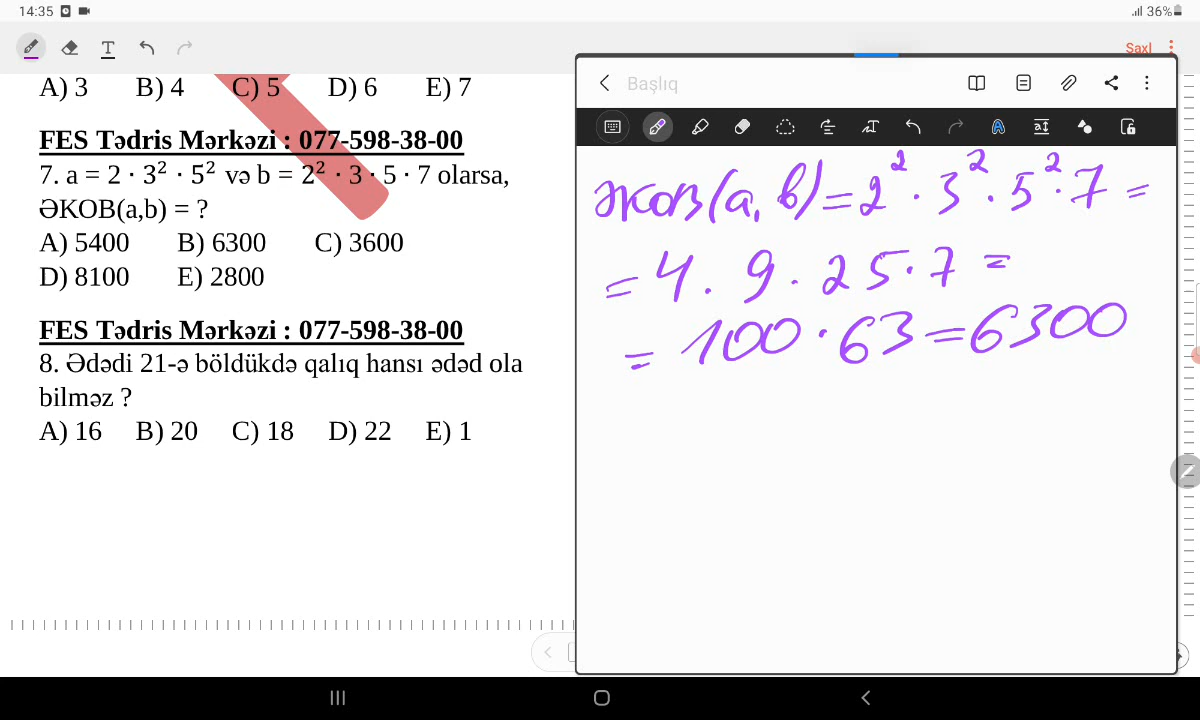 14:35
36%
Saxl
A) 3 B) 4 C) 5 D) 6 E) 7
FES Tədris Mərkəzi : 077-598-38-00
7. a = 2 · 3² · 5² və b = 2² · 3 · 5 · 7 olarsa,
ƏKOB(a,b) = ?
A) 5400 B) 6300 C) 3600
D) 8100 E) 2800
FES Tədris Mərkəzi : 077-598-38-00
8. Ədədi 21-ə böldükdə qalıq hansı ədəd ola
bilməz ?
A) 16 B) 20 C) 18 D) 22 E) 1
Başlıq
ƏKOB(a, b) = 2² · 3² · 5² · 7 =
= 4 · 9 · 25 · 7 =
= 100 · 63 = 6300